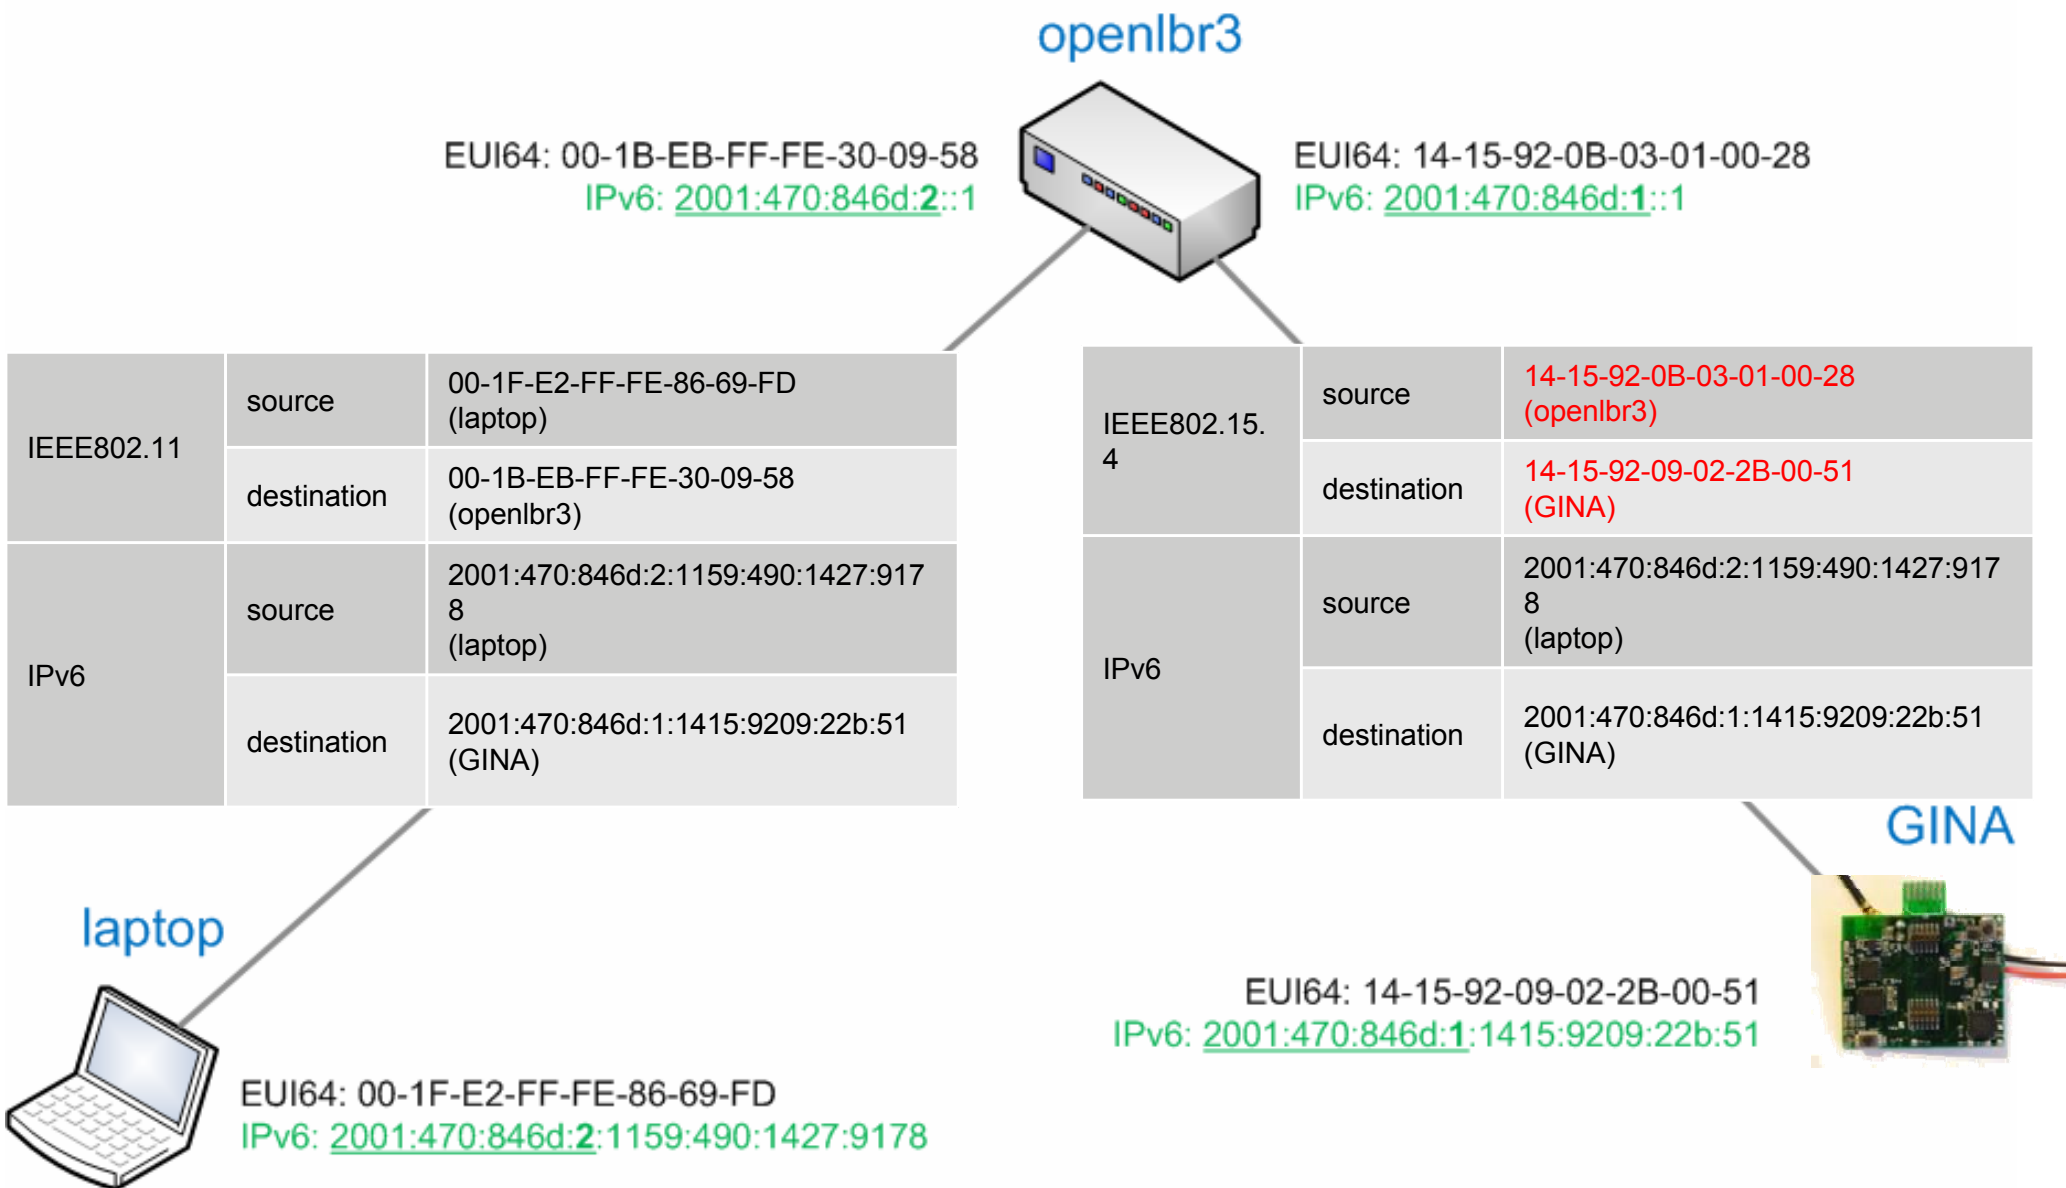 openlbr3
EUI64: 00-1B-EB-FF-FE-30-09-58
IPv6: 2001:470:846d:2::1
EUI64: 14-15-92-0B-03-01-00-28
IPv6: 2001:470:846d:1::1
IEEE802.11
source
00-1F-E2-FF-FE-86-69-FD
(laptop)
destination
00-1B-EB-FF-FE-30-09-58
(openlbr3)
IPv6
source
2001:470:846d:2:1159:490:1427:917
8
(laptop)
destination
2001:470:846d:1:1415:9209:22b:51
(GINA)
IEEE802.15.
4
source
14-15-92-0B-03-01-00-28
(openlbr3)
destination
14-15-92-09-02-2B-00-51
(GINA)
IPv6
source
2001:470:846d:2:1159:490:1427:917
8
(laptop)
destination
2001:470:846d:1:1415:9209:22b:51
(GINA)
GINA
EUI64: 14-15-92-09-02-2B-00-51
IPv6: 2001:470:846d:1:1415:9209:22b:51
laptop
EUI64: 00-1F-E2-FF-FE-86-69-FD
IPv6: 2001:470:846d:2:1159:490:1427:9178